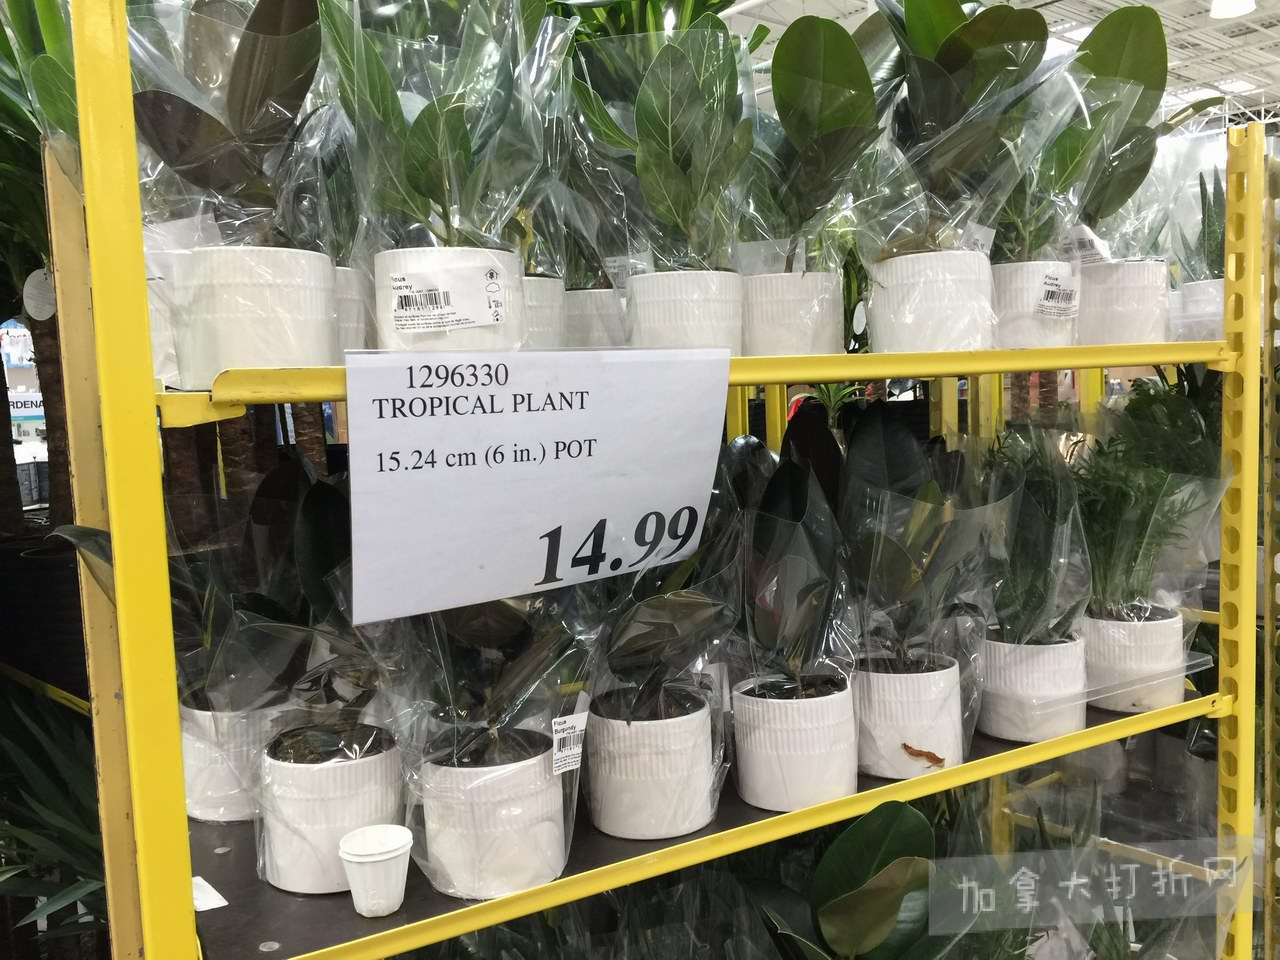 Ficus
Audrey
Ficus
Audrey
1296330
TROPICAL PLANT
15.24 cm (6 in.) POT
14.99
RDENA
Ficus
Burgundy
加拿大打折网